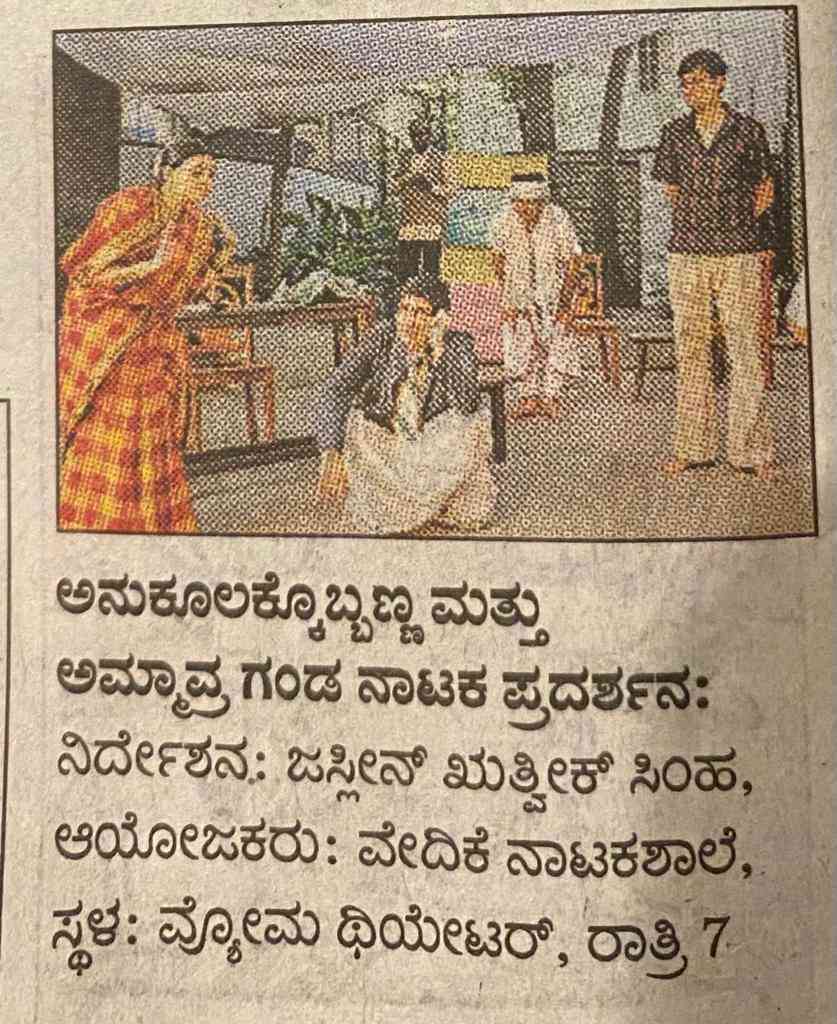 ಅನುಕೂಲಕ್ಕೊಬ್ಬಣ್ಣ ಮತ್ತು
ಅಮ್ಮಾವ್ರ ಗಂಡ ನಾಟಕ ಪ್ರದರ್ಶನ:
ನಿರ್ದೇಶನ: ಜಸ್ಲೀನ್ ಋತ್ವೀಕ್ ಸಿಂಹ,
ಆಯೋಜಕರು: ವೇದಿಕೆ ನಾಟಕಶಾಲೆ,
ಸ್ಥಳ: ವ್ಯೋಮ ಥಿಯೇಟರ್, ರಾತ್ರಿ 7